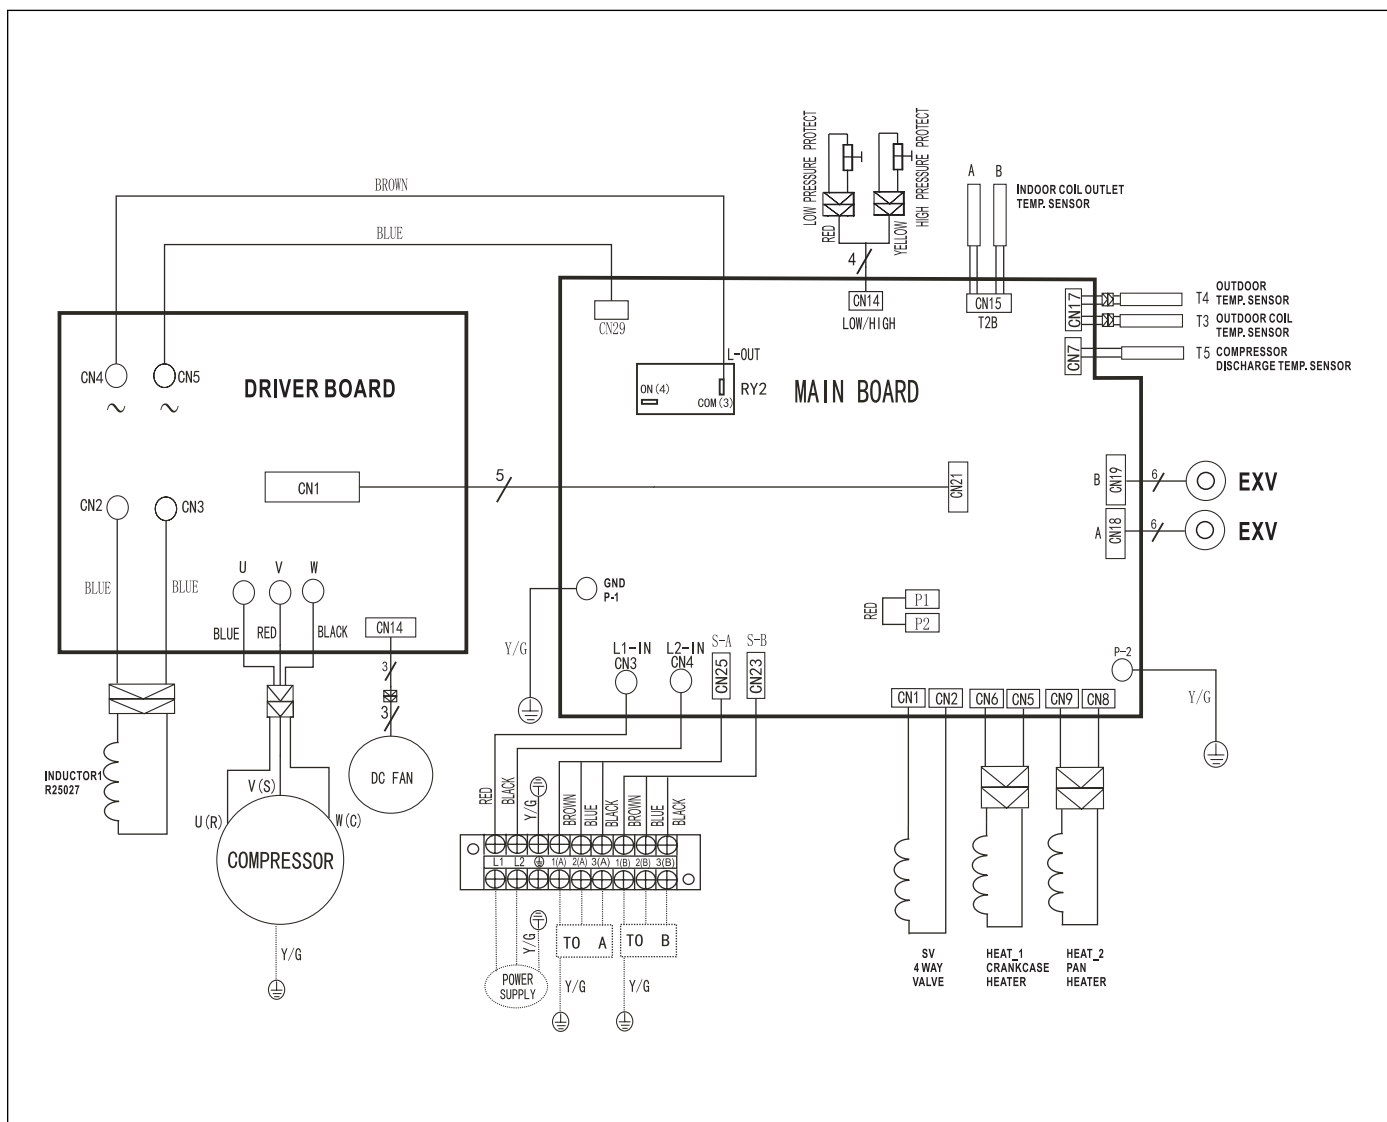 LOW PRESSURE PROTECT
HIGH PRESSURE PROTECT
RED
YELLOW
4
CN14
LOW/HIGH
A B
INDOOR COIL OUTLET
TEMP. SENSOR
CN15
T2B
BROWN
BLUE
CN29
CN17
T4 OUTDOOR
TEMP. SENSOR
T3 OUTDOOR COIL
TEMP. SENSOR
CN7
T5 COMPRESSOR
DISCHARGE TEMP. SENSOR
CN4
CN5
~ ~
DRIVER BOARD
L-OUT
ON(4)
COM(3)
RY2
MAIN BOARD
CN1
5
CN21
B CN19 6 EXV
A CN18 6 EXV
CN2
CN3
BLUE
BLUE
U V W
BLUE
RED
BLACK
CN14
3
3
DC FAN
GND
P-1
Y/G
RED
P1
P2
P-2
Y/G
L1-IN
CN3
L2-IN
CN4
S-A
CN25
S-B
CN23
CN1 CN2 CN6 CN5 CN9 CN8
INDUCTOR1
R25027
V(S)
U(R)
W(C)
COMPRESSOR
Y/G
RED
BLACK
Y/G
BROWN
BLUE
BLACK
BROWN
BLUE
BLACK
L1 L2 1(A) 2(A) 3(A) 1(B) 2(B) 3(B)
Y/G
TO A
TO B
POWER
SUPPLY
Y/G
Y/G
SV
4 WAY
VALVE
HEAT_1
CRANKCASE
HEATER
HEAT_2
PAN
HEATER